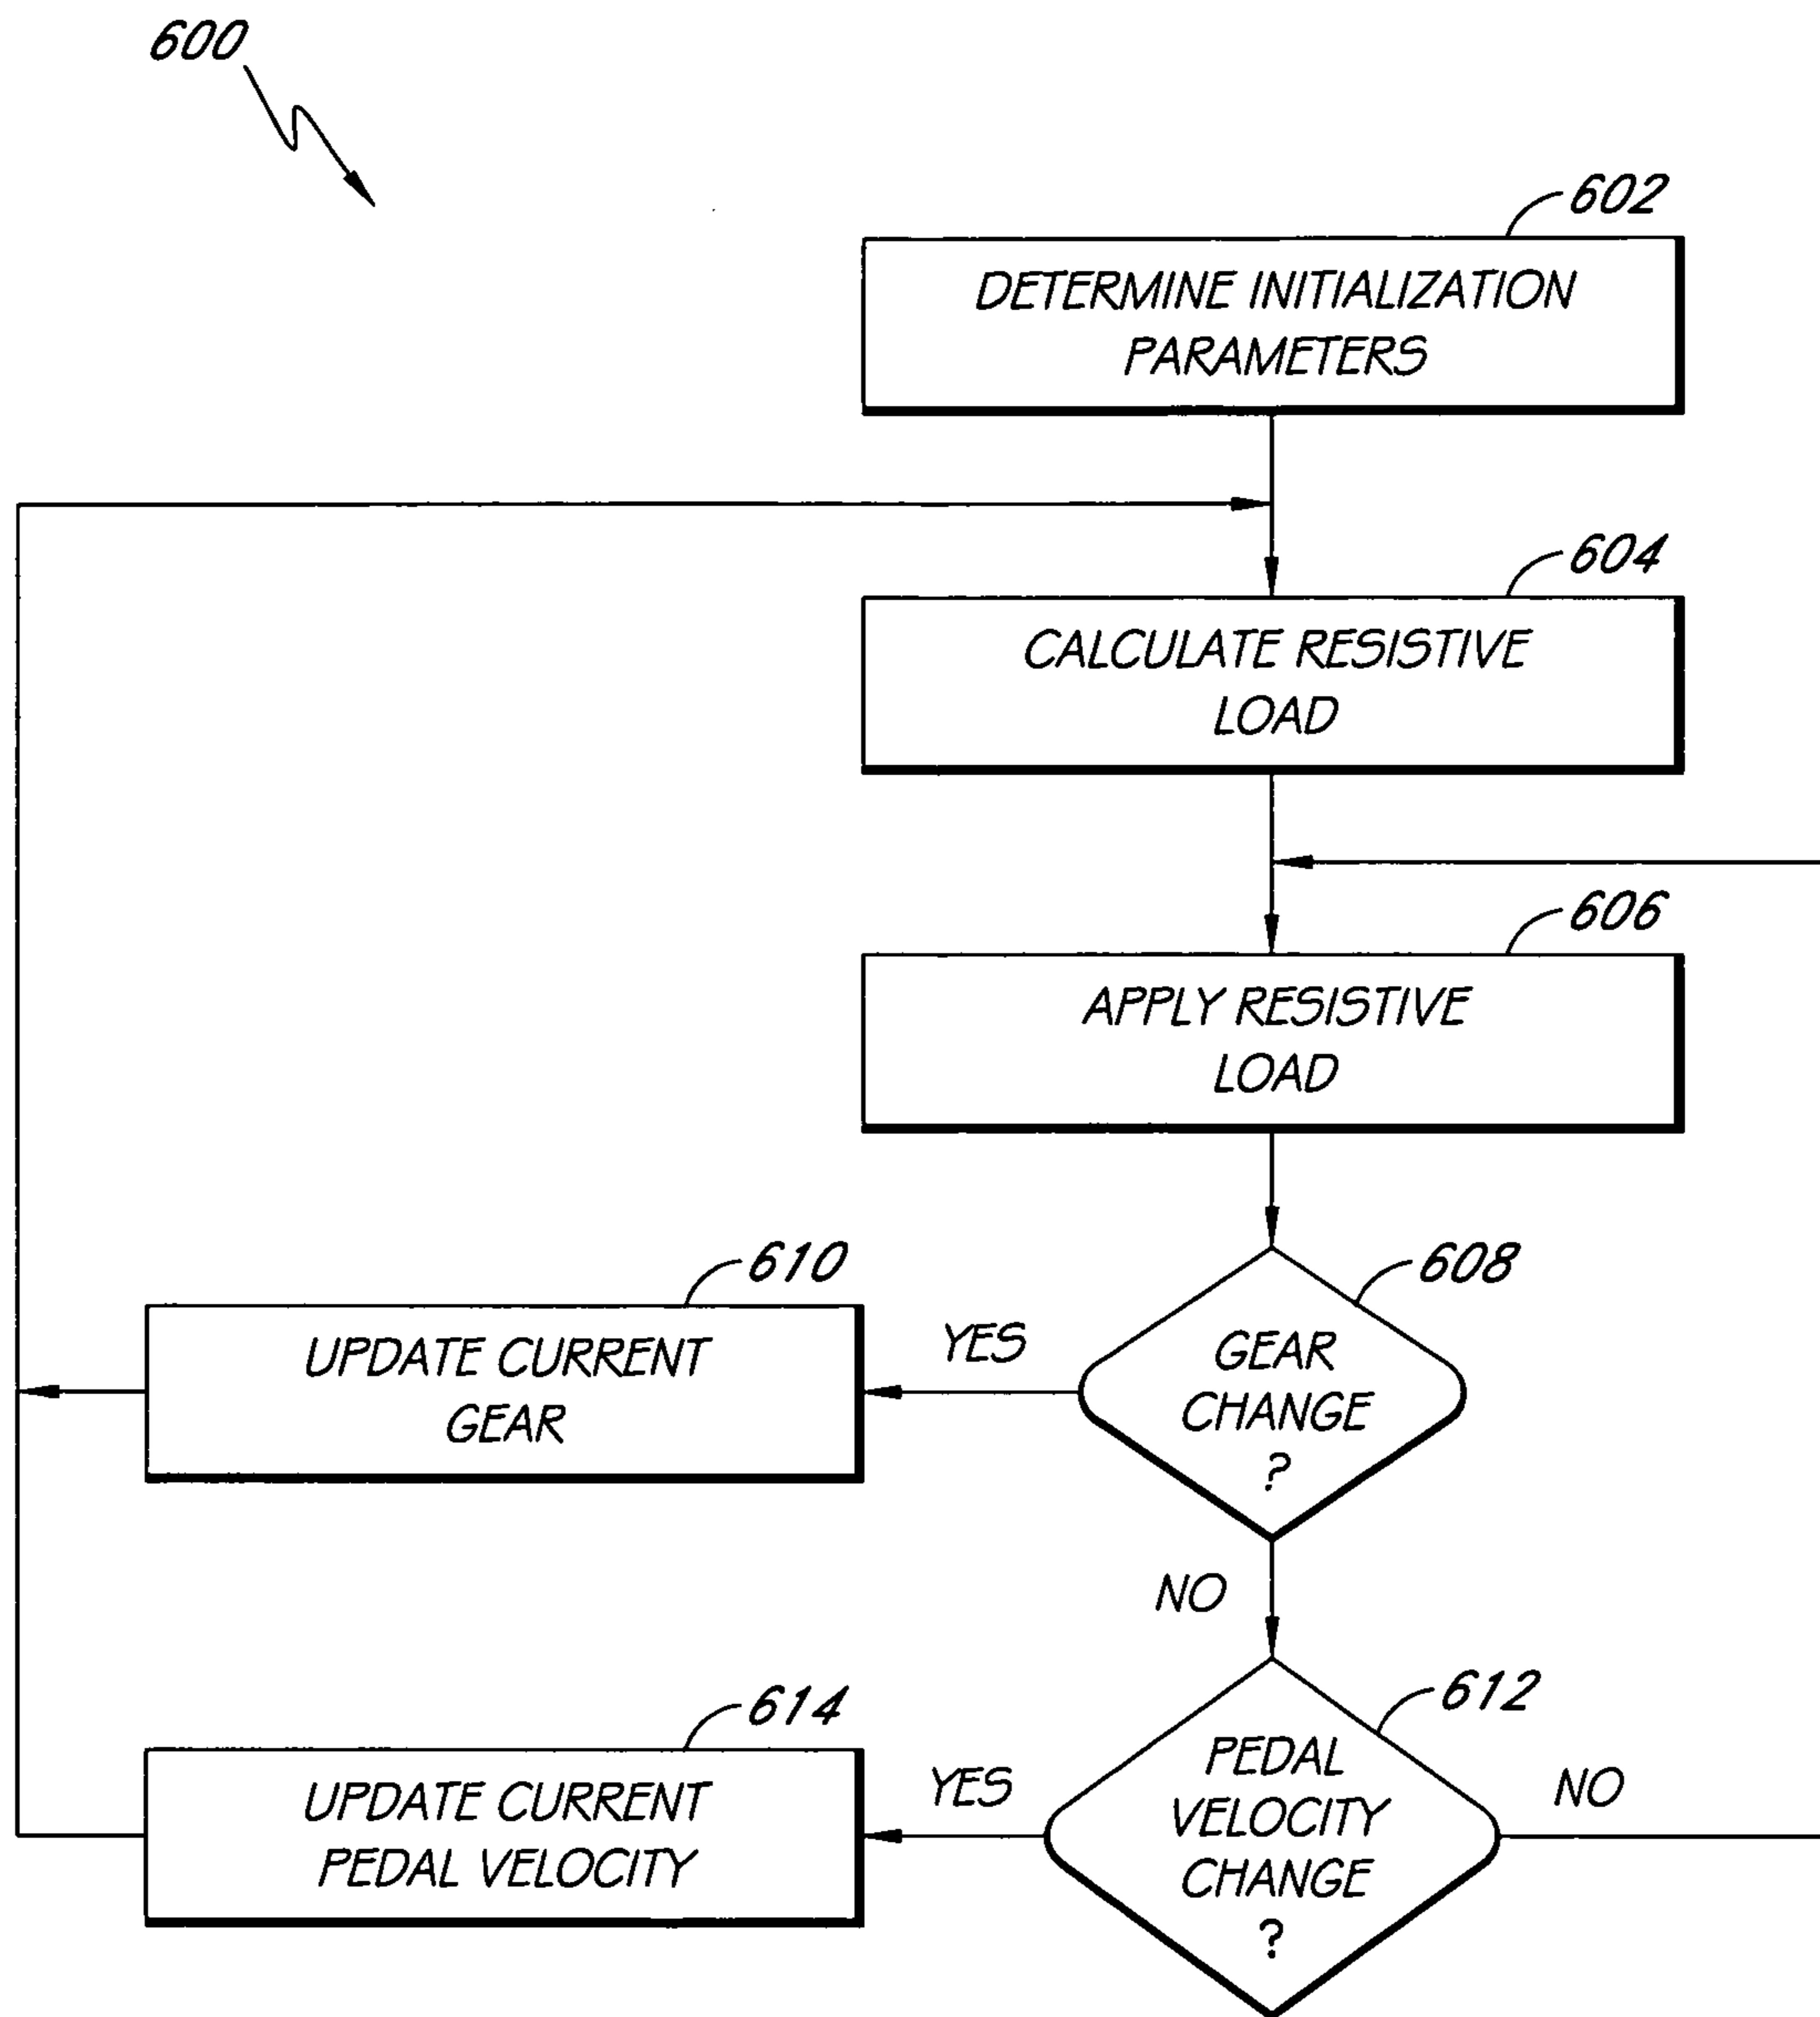 600
602
DETERMINE INITIALIZATION
PARAMETERS
604
CALCULATE RESISTIVE
LOAD
606
APPLY RESISTIVE
LOAD
608
GEAR
CHANGE
?
YES
610
UPDATE CURRENT
GEAR
NO
612
PEDAL
VELOCITY
CHANGE
?
YES
NO
614
UPDATE CURRENT
PEDAL VELOCITY